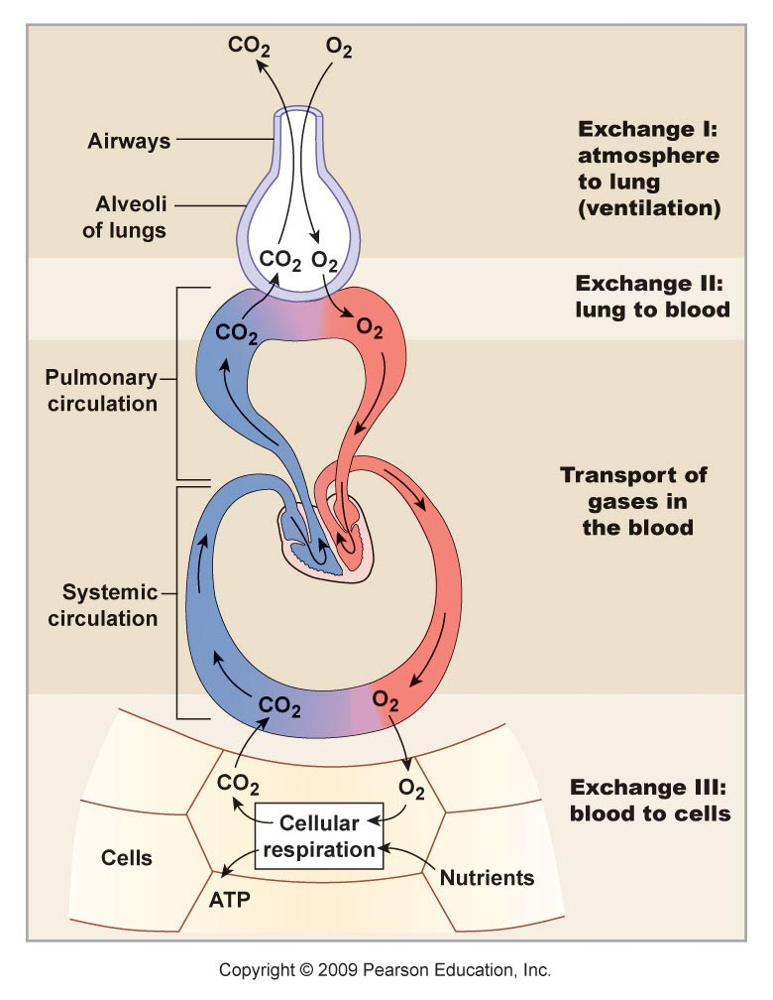 CO2
O2
Airways
Exchange I:
atmosphere
to lung
(ventilation)
Alveoli
of lungs
CO2
O2
Exchange II:
lung to blood
CO2
O2
Pulmonary
circulation
Transport of
gases in
the blood
Systemic
circulation
CO2
O2
CO2
O2
Exchange III:
blood to cells
Cellular
respiration
Cells
Nutrients
ATP
Copyright © 2009 Pearson Education, Inc.